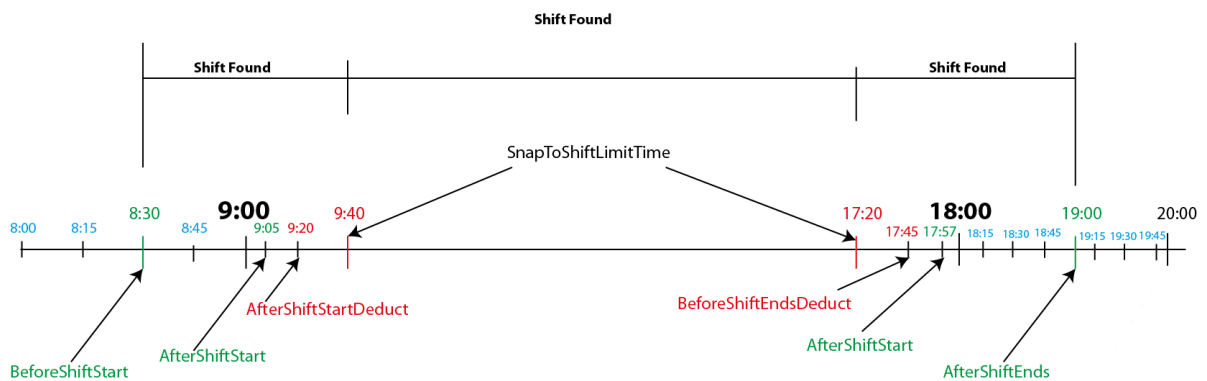 Shift Found
Shift Found
Shift Found
SnapToShiftLimitTime
8:00
8:15
8:30
8:45
9:00
9:05
9:20
9:40
17:20
17:45
17:57
18:00
18:15
18:30
18:45
19:00
19:15
19:30
19:45
20:00
AfterShiftStartDeduct
BeforeShiftEndsDeduct
AfterShiftStart
AfterShiftStart
BeforeShiftStart
AfterShiftEnds